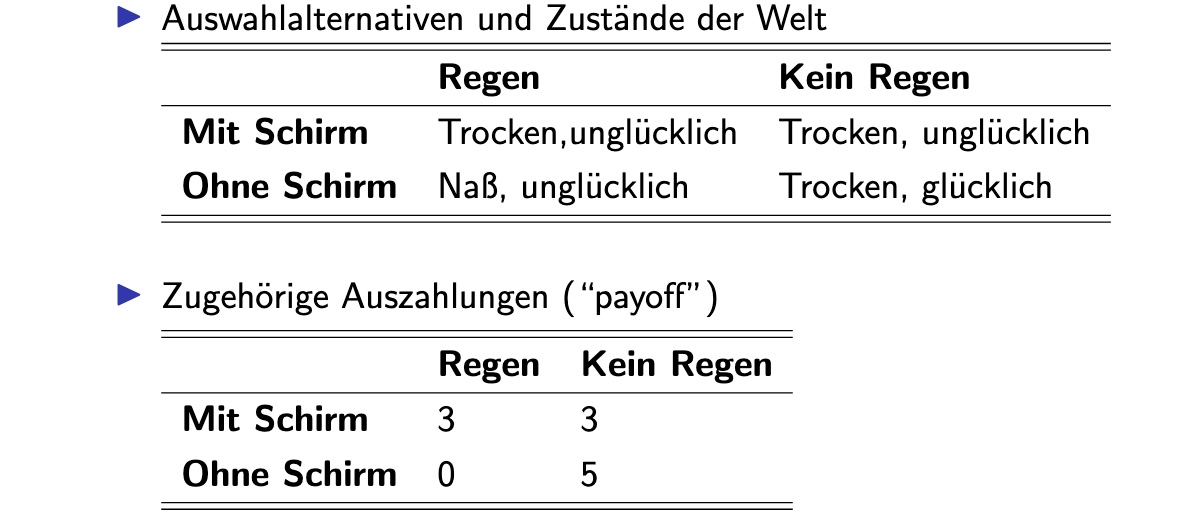 Auswahlalternativen und Zustände der Welt
Regen Kein Regen
Mit Schirm Trocken,unglücklich Trocken, unglücklich
Ohne Schirm Naß, unglücklich Trocken, glücklich
Zugehörige Auszahlungen (“payoff”)
Regen Kein Regen
Mit Schirm 3 3
Ohne Schirm 0 5